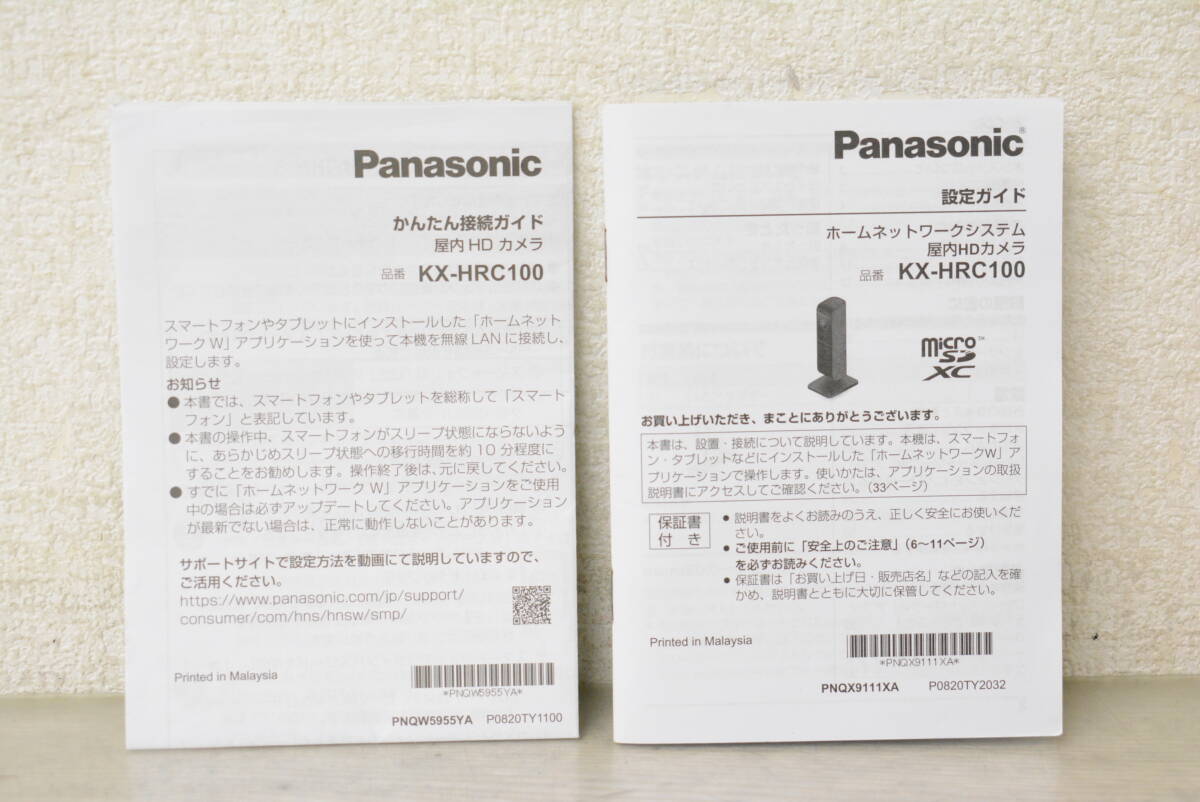 Panasonic
かんたん接続ガイド
屋内 HD カメラ
品番 KX-HRC100
スマートフォンやタブレットにインストールした「ホームネット
ワーク W」アプリケーションを使って本機を無線 LAN に接続し、
設定します。
お知らせ
● 本書では、スマートフォンやタブレットを総称して「スマート
フォン」と表記しています。
● 本書の操作中、スマートフォンがスリープ状態にならないよう
に、あらかじめスリープ状態への移行時間を約 10 分程度に
することをお勧めします。操作終了後は、元に戻してください。
● すでに「ホームネットワーク W」アプリケーションをご使用
中の場合は必ずアップデートしてください。アプリケーション
が最新でない場合は、正常に動作しないことがあります。
サポートサイトで設定方法を動画にて説明していますので、
ご活用ください。
https://www.panasonic.com/jp/support/
consumer/com/hns/hnsw/smp/
Printed in Malaysia
*PNQW5955YA*
PNQW5955YA P0820TY1100
Panasonic®
設定ガイド
ホームネットワークシステム
屋内HDカメラ
品番 KX-HRC100
micro SD XC ™
お買い上げいただき、まことにありがとうございます。
本書は、設置・接続について説明しています。本機は、スマートフォ
ン・タブレットなどにインストールした「ホームネットワークW」ア
プリケーションで操作します。使いかたは、アプリケーションの取扱
説明書にアクセスしてご確認ください。(33ページ)
保証書
付き
● 説明書をよくお読みのうえ、正しく安全にお使いくだ
さい。
● ご使用前に「安全上のご注意」(6～11ページ)
を必ずお読みください。
● 保証書は「お買い上げ日・販売店名」などの記入を確
かめ、説明書とともに大切に保管してください。
Printed in Malaysia
*PNQX9111XA*
PNQX9111XA P0820TY2032